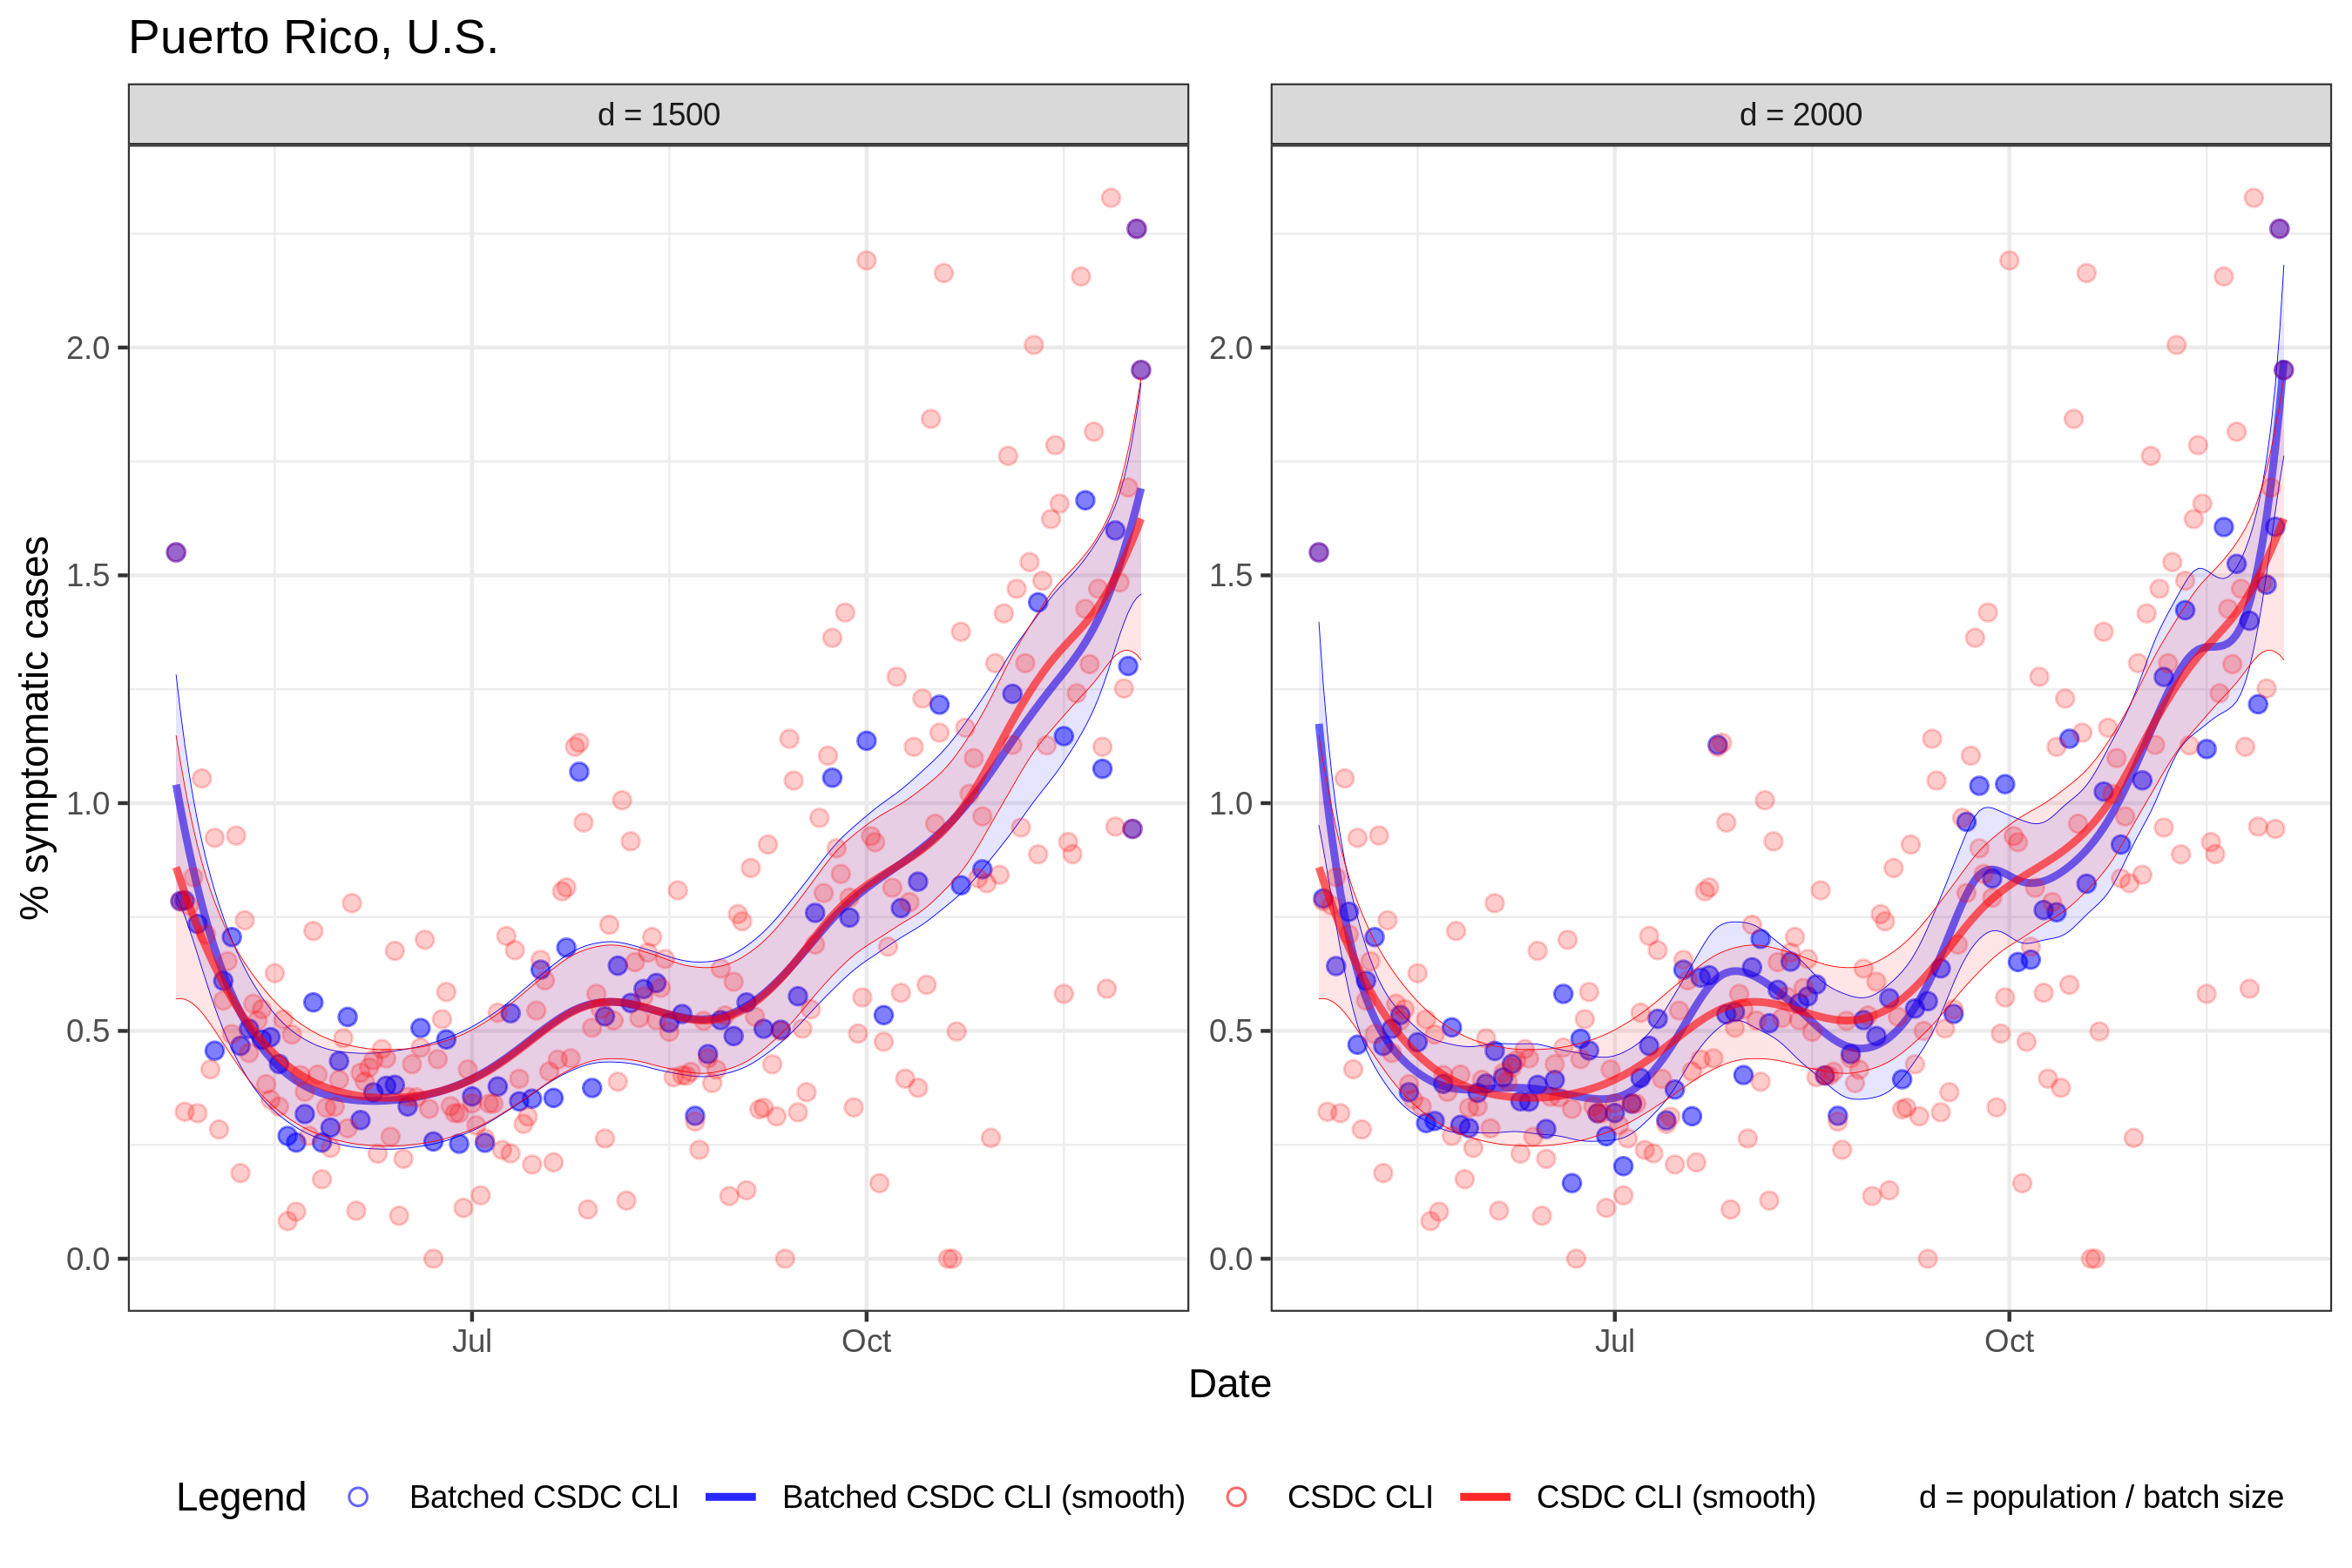 Puerto Rico, U.S.
d = 1500
d = 2000
% symptomatic cases
2.0
1.5
1.0
0.5
0.0
2.0
1.5
1.0
0.5
0.0
Jul
Oct
Jul
Oct
Date
Legend
Batched CSDC CLI
Batched CSDC CLI (smooth)
CSDC CLI
CSDC CLI (smooth)
d = population / batch size